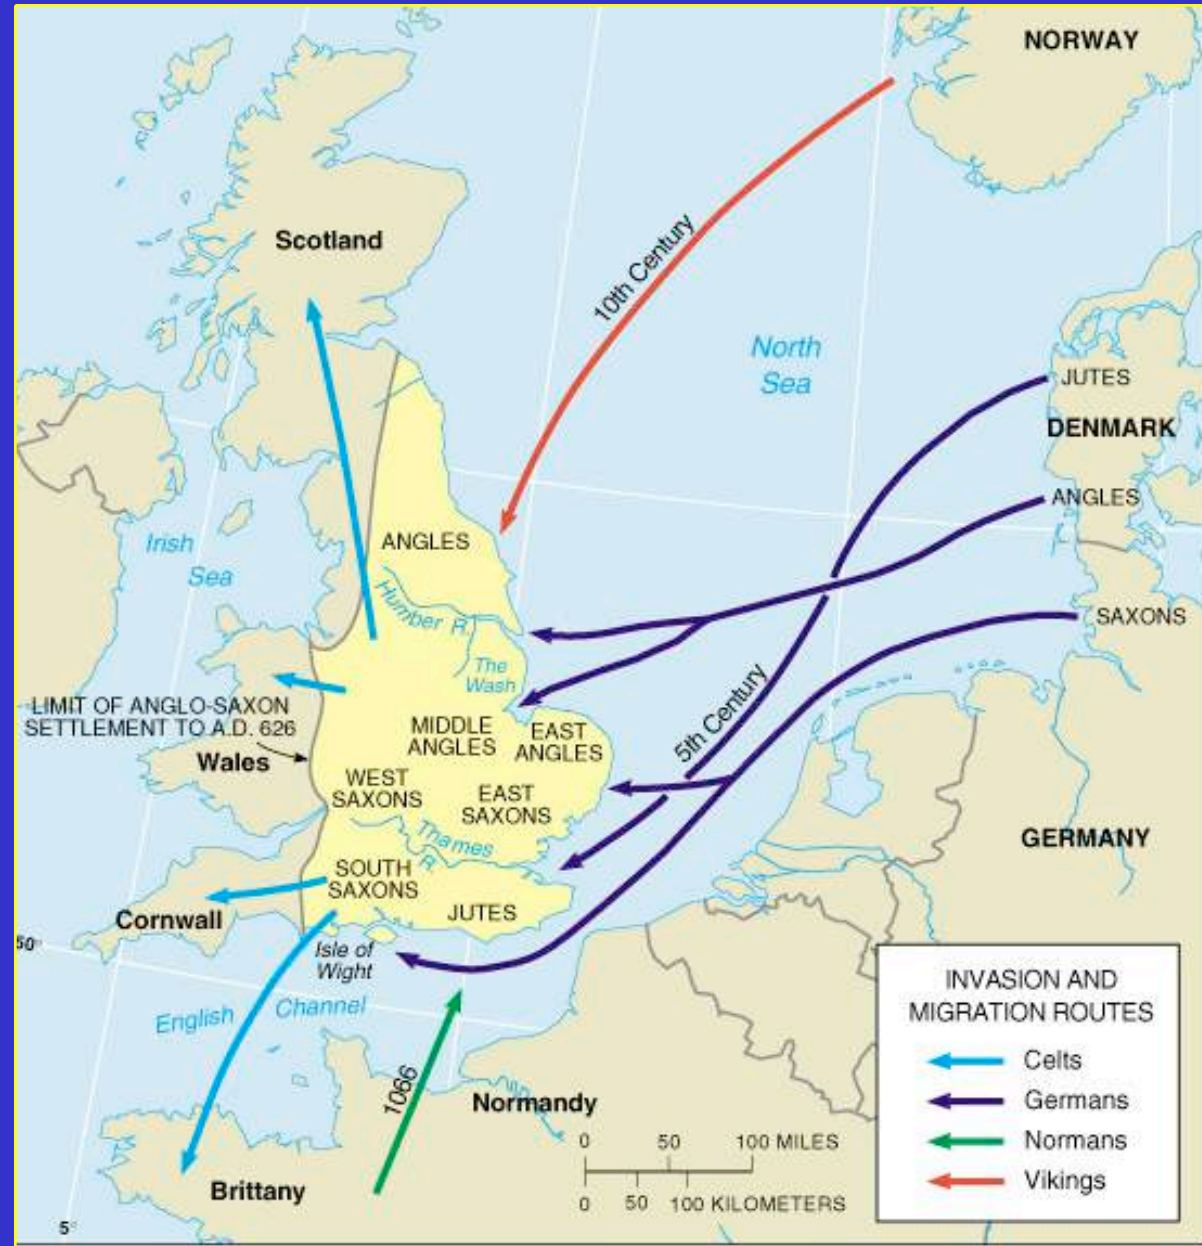 NORWAY
Scotland
10th Century
North
Sea
JUTES
DENMARK
ANGLES
ANGLES
Irish
Sea
Humber R.
SAXONS
The
Wash
LIMIT OF ANGLO-SAXON
SETTLEMENT TO A.D. 626
Wales
MIDDLE
ANGLES
EAST
ANGLES
5th Century
WEST
SAXONS
EAST
SAXONS
Thames
R.
GERMANY
SOUTH
SAXONS
JUTES
Cornwall
50°
Isle of
Wight
English Channel
1066
Normandy
Brittany
5°
0 50 100 MILES
0 50 100 KILOMETERS
INVASION AND
MIGRATION ROUTES
Celts
Germans
Normans
Vikings